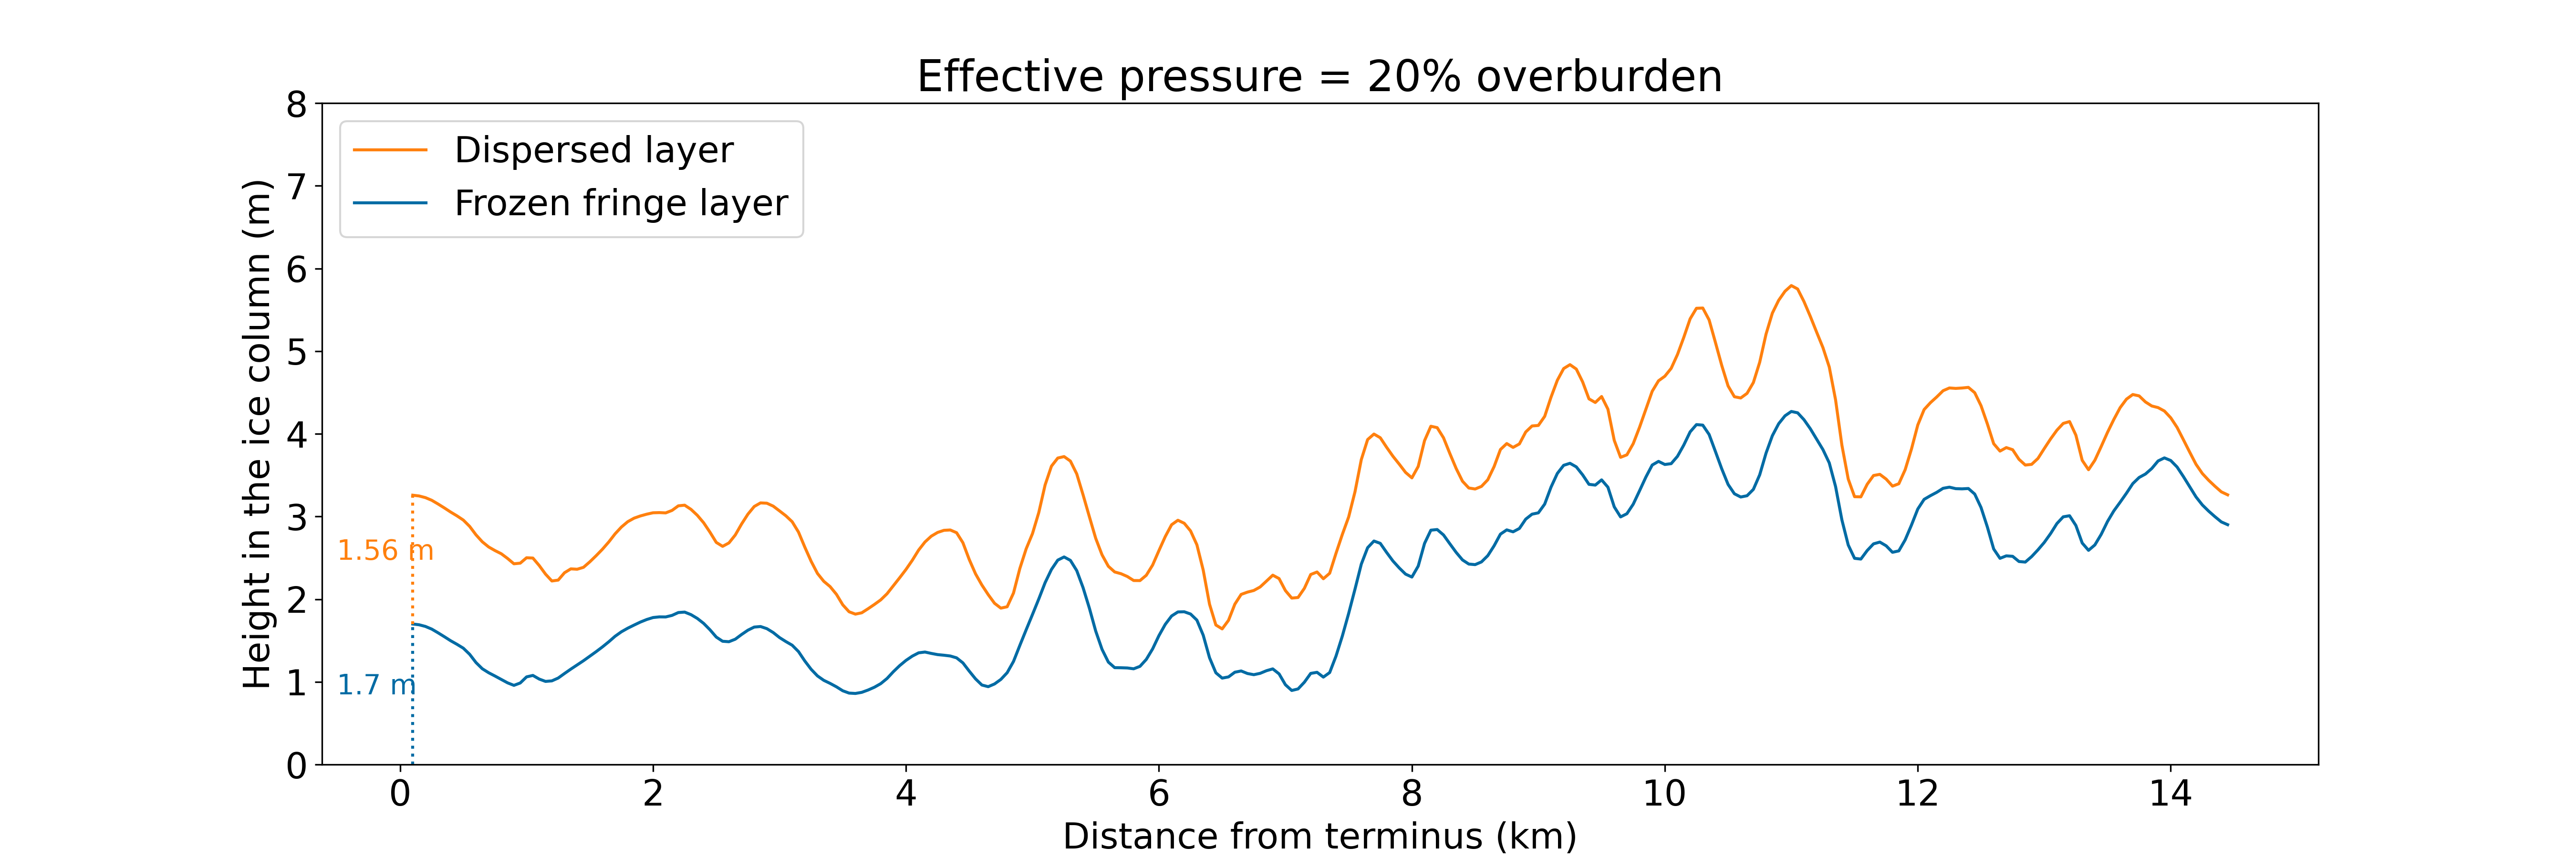 Effective pressure = 20% overburden
Dispersed layer
Frozen fringe layer
Height in the ice column (m)
8
7
6
5
4
3
2
1
0
1.56 m
1.7 m
0 2 4 6 8 10 12 14
Distance from terminus (km)